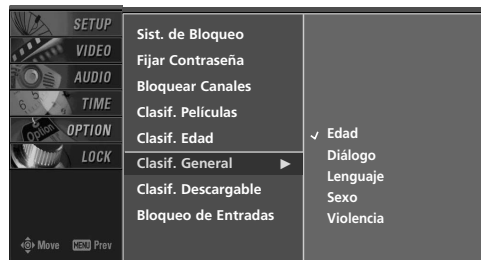 SETUP
VIDEO
AUDIO
TIME
OPTION
Option
LOCK
Move MENU Prev
Sist. de Bloqueo
Fijar Contraseña
Bloquear Canales
Clasif. Películas
Clasif. Edad
Clasif. General ►
Clasif. Descargable
Bloqueo de Entradas
✓ Edad
Diálogo
Lenguaje
Sexo
Violencia